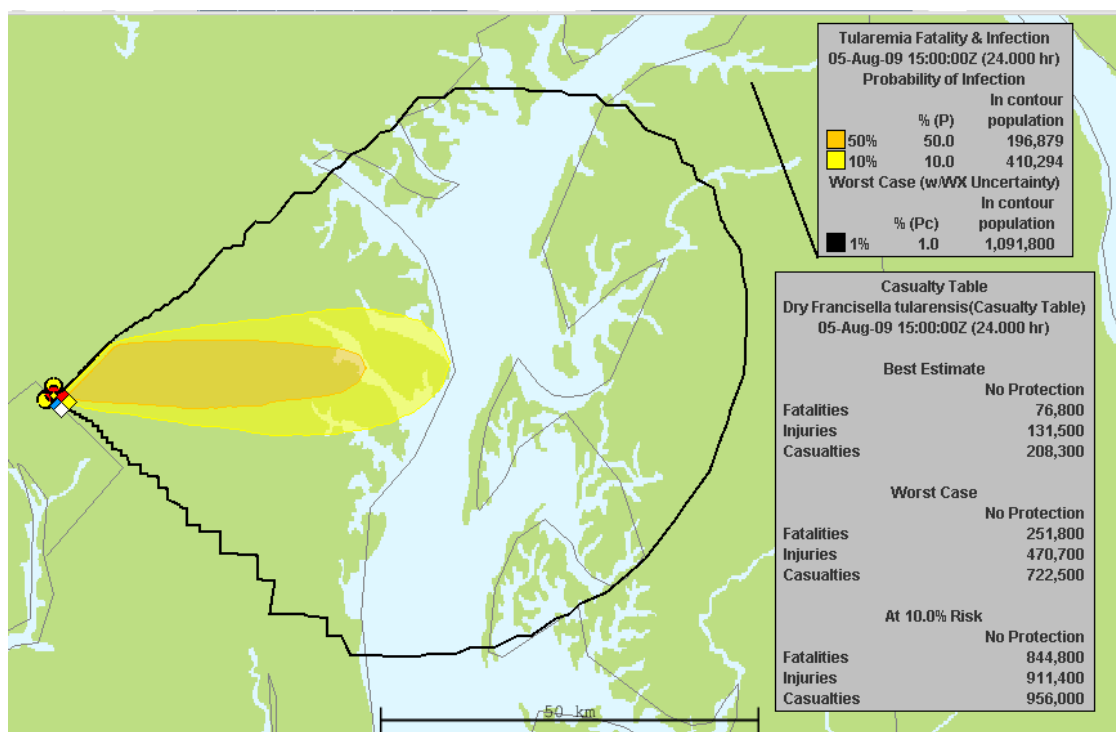 Tularemia Fatality & Infection
05-Aug-09 15:00:00Z (24.000 hr)
Probability of Infection
In contour
% (P) population
50% 50.0 196,879
10% 10.0 410,294
Worst Case (w/WX Uncertainty)
In contour
% (Pc) population
1% 1.0 1,091,800
Casualty Table
Dry Francisella tularensis(Casualty Table)
05-Aug-09 15:00:00Z (24.000 hr)
Best Estimate
No Protection
Fatalities 76,800
Injuries 131,500
Casualties 208,300
Worst Case
No Protection
Fatalities 251,800
Injuries 470,700
Casualties 722,500
At 10.0% Risk
No Protection
Fatalities 844,800
Injuries 911,400
Casualties 956,000
50 km